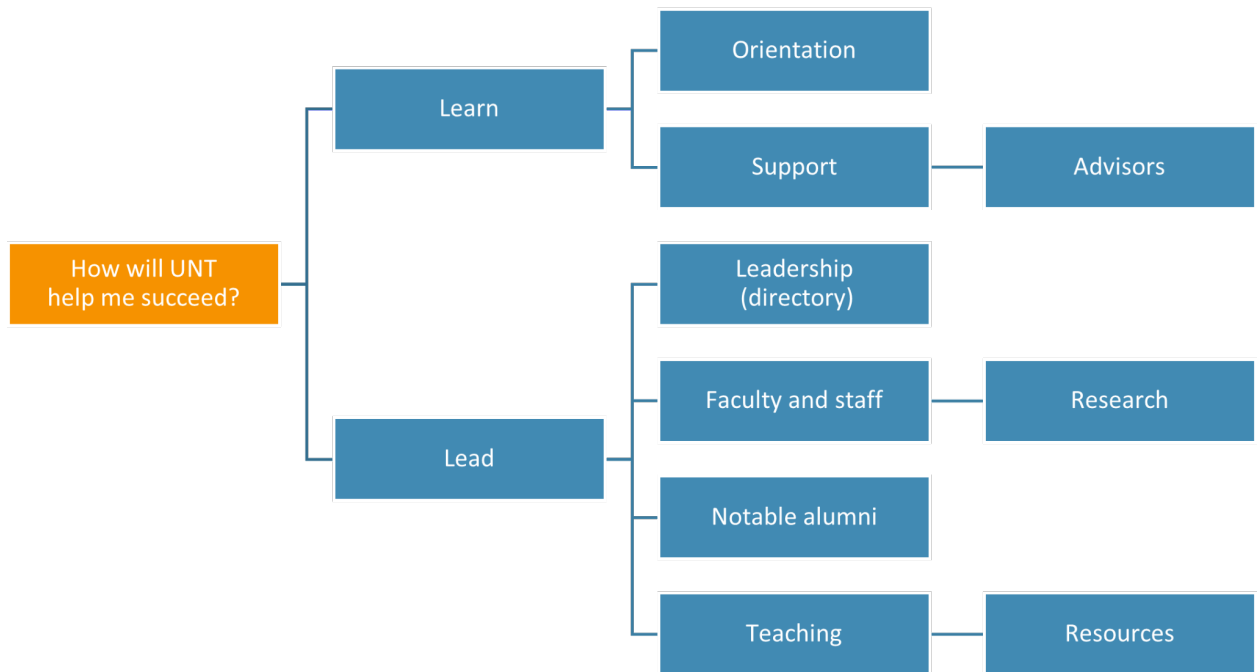 Orientation
Learn
Support
Advisors
How will UNT
help me succeed?
Leadership
(directory)
Faculty and staff
Research
Lead
Notable alumni
Teaching
Resources